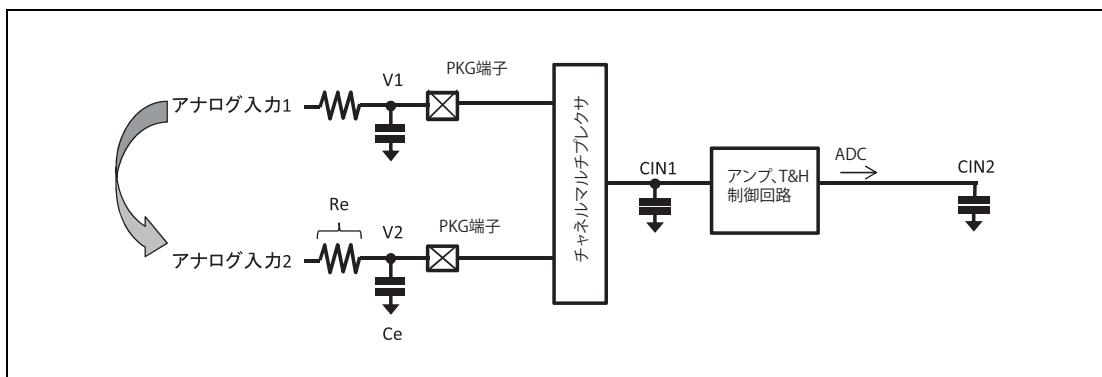 V1
PKG端子
アナログ入力1
Re
V2
PKG端子
アナログ入力2
Ce
チャネルマルチプレクサ
CIN1
アンプ、T&H
制御回路
ADC
CIN2